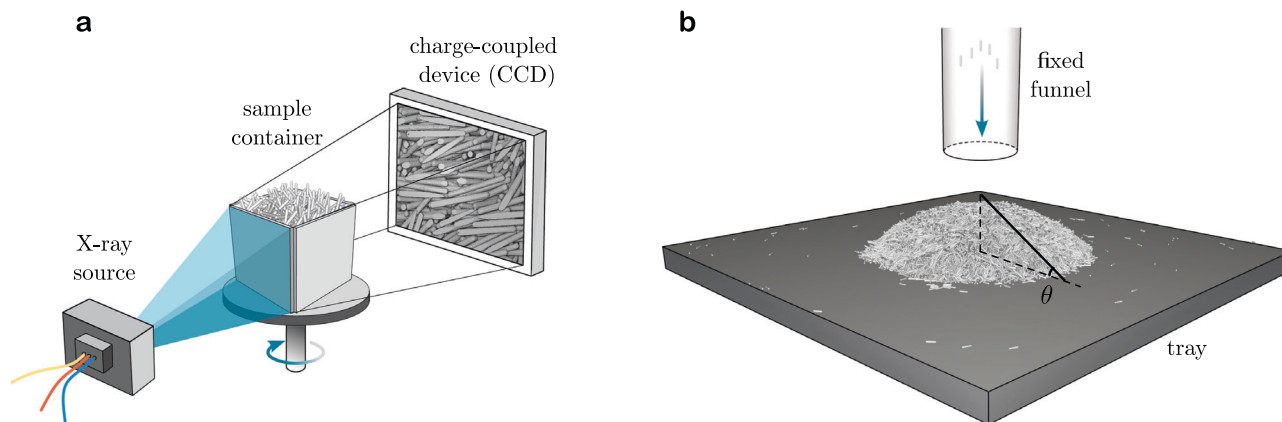 a
charge-coupled
device (CCD)
sample
container
X-ray
source
b
fixed
funnel
θ
tray